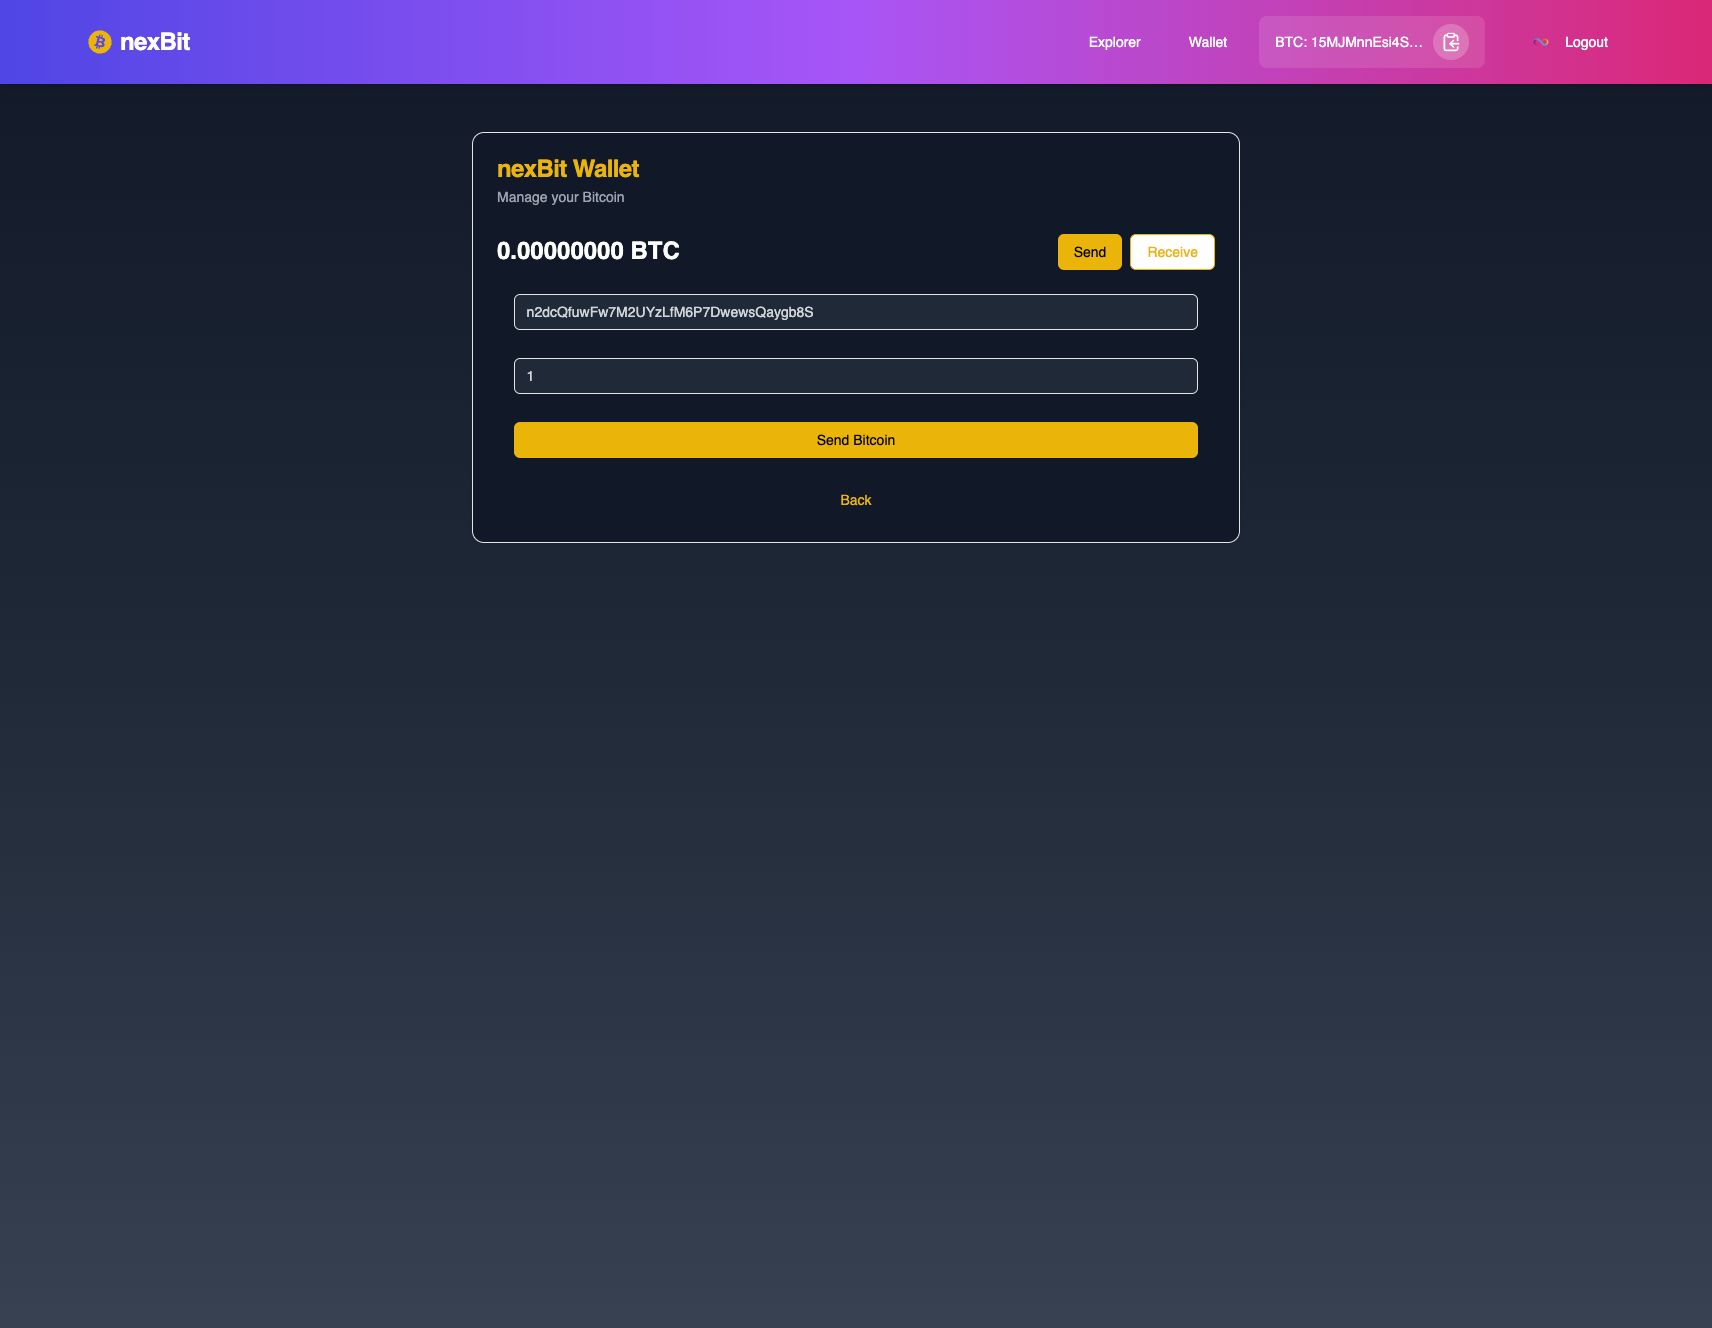 nexBit
Explorer
Wallet
BTC: 15MJMnnEsi4S...
Logout
nexBit Wallet
Manage your Bitcoin
0.00000000 BTC
Send
Receive
n2dcQfuwFw7M2UYzLfM6P7DwewsQaygb8S
1
Send Bitcoin
Back